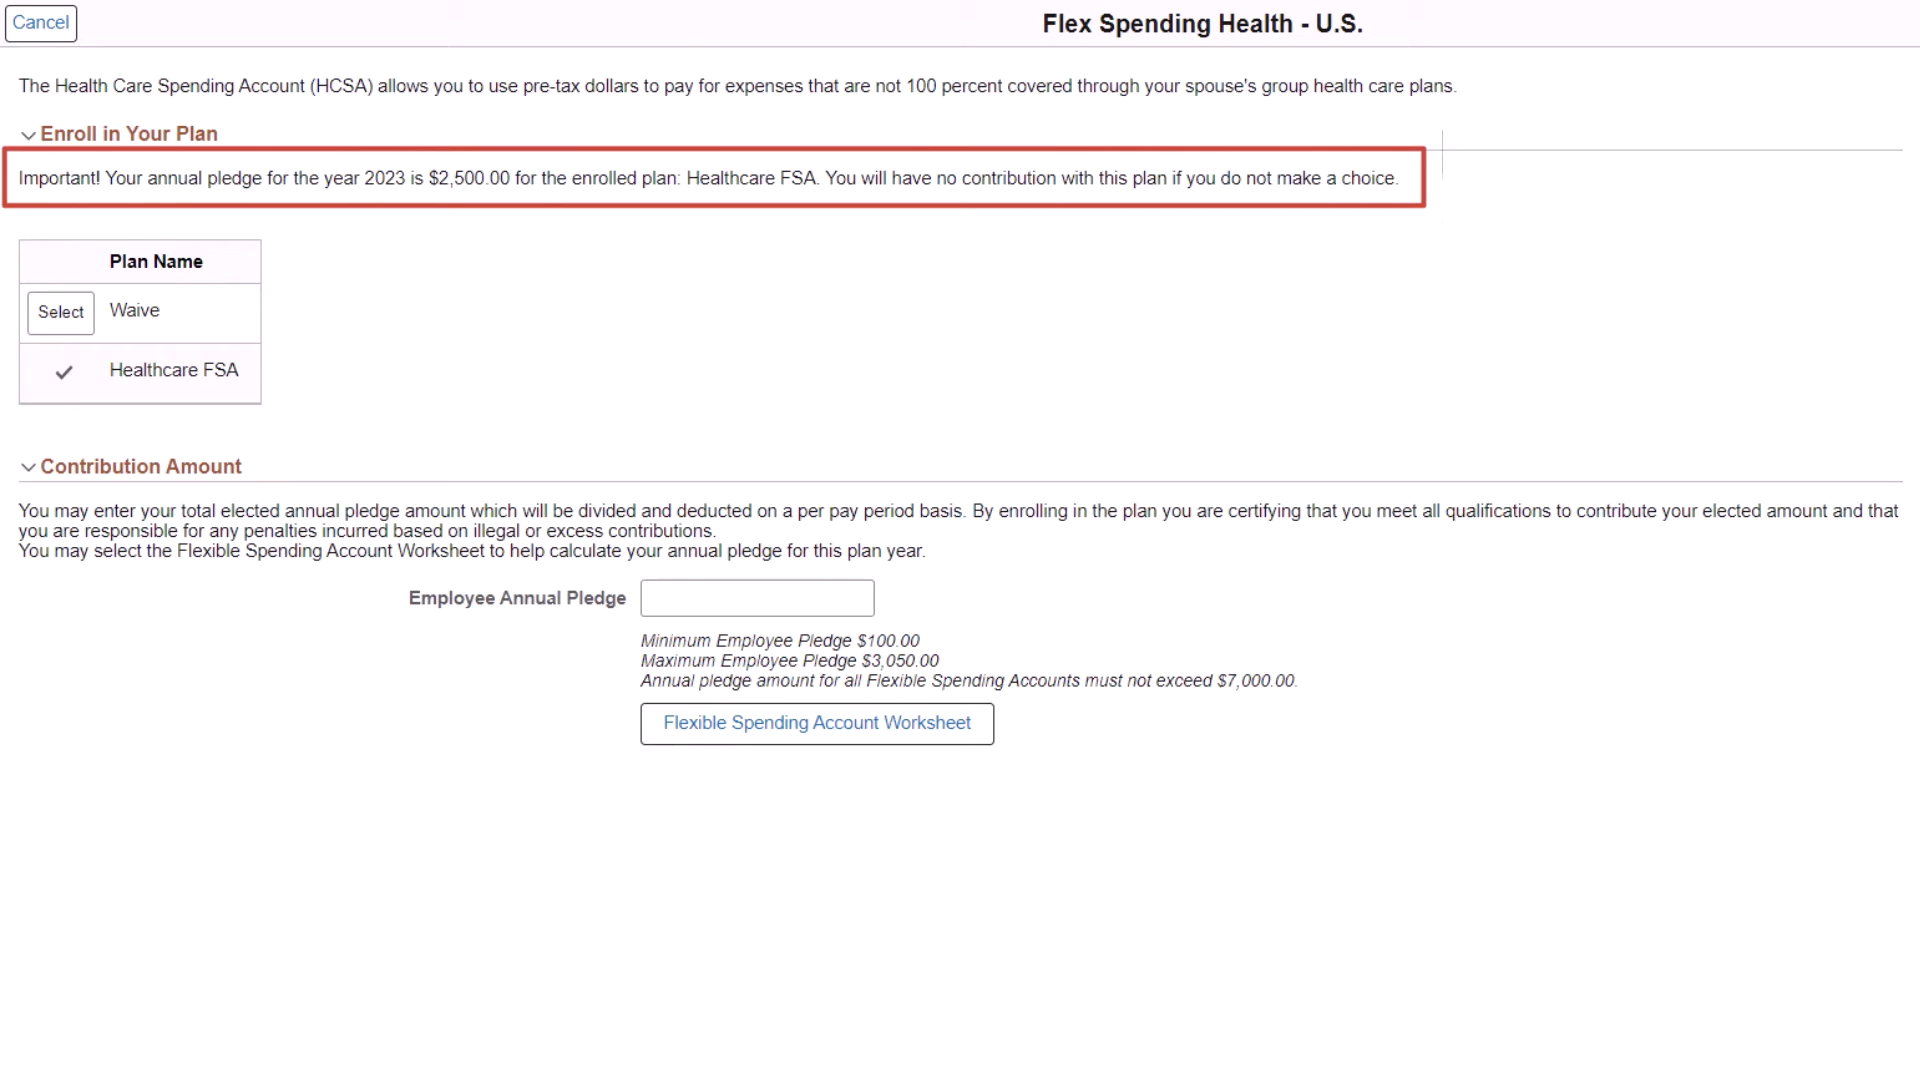 Cancel
Flex Spending Health - U.S.
The Health Care Spending Account (HCSA) allows you to use pre-tax dollars to pay for expenses that are not 100 percent covered through your spouse's group health care plans.
Enroll in Your Plan
Important! Your annual pledge for the year 2023 is $2,500.00 for the enrolled plan: Healthcare FSA. You will have no contribution with this plan if you do not make a choice.
Plan Name
Select Waive
Healthcare FSA
Contribution Amount
You may enter your total elected annual pledge amount which will be divided and deducted on a per pay period basis. By enrolling in the plan you are certifying that you meet all qualifications to contribute your elected amount and that
you are responsible for any penalties incurred based on illegal or excess contributions.
You may select the Flexible Spending Account Worksheet to help calculate your annual pledge for this plan year.
Employee Annual Pledge
Minimum Employee Pledge $100.00
Maximum Employee Pledge $3,050.00
Annual pledge amount for all Flexible Spending Accounts must not exceed $7,000.00.
Flexible Spending Account Worksheet